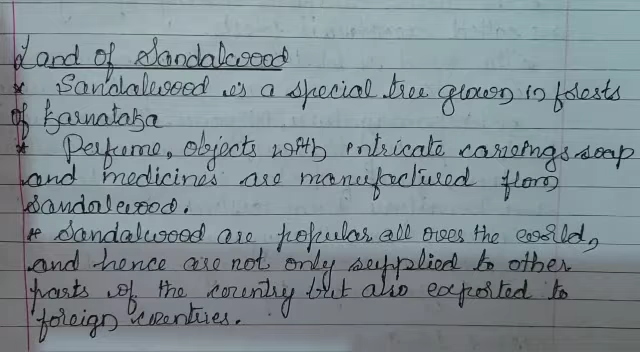 Land of Sandalwood
* Sandalwood is a special tree grown in forests
of Karnataka
* Perfume, objects with intricate carvings soap
and medicines are manufactured from
Sandalwood.
* Sandalwood are popular all over the world,
and hence are not only supplied to other
parts of the country but also exported to
foreign countries.